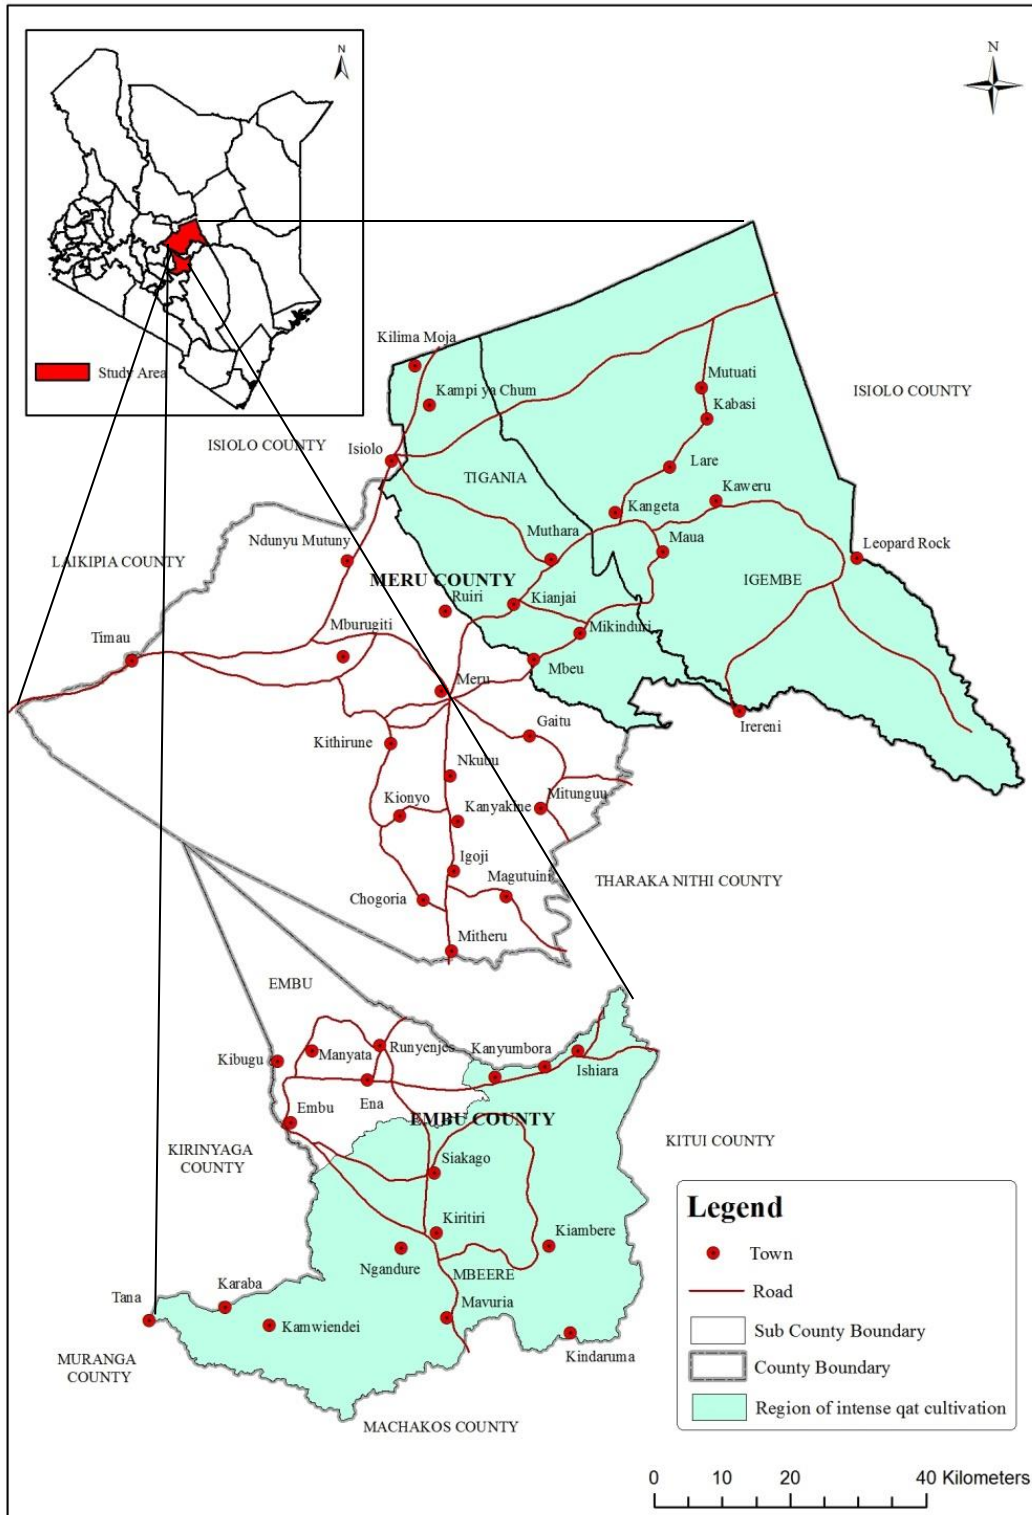 N
N
Study Area
Kilima Moja
Kampi ya Chum
Mutuati
Kabasi
ISIOLO COUNTY
ISIOLO COUNTY
Isiolo
TIGANIA
Lare
Kaweru
Kangeta
Ndunyu Mutuny
Muthara
Maua
Leopard Rock
LAIKIPIA COUNTY
MERU COUNTY
IGEMBE
Ruiri
Kianjai
Mikinduri
Timau
Mburugiti
Mbeu
Meru
Gaitu
Irereni
Kithirune
Nkubu
Kionyo
Kanyakine
Mitunguu
Igoji
Magutuini
THARAKA NITHI COUNTY
Chogoria
Mitheru
EMBU
Kibugu
Manyata
Runyenjes
Kanyumbora
Ishiara
Ena
Embu
EMBU COUNTY
KIRINYAGA
COUNTY
KITUI COUNTY
Siakago
Kiritiri
Kiambere
Ngandure
MBEERE
Tana
Karaba
Kamwiendei
Mavuria
Kindaruma
MURANGA
COUNTY
MACHAKOS COUNTY
Legend
Town
Road
Sub County Boundary
County Boundary
Region of intense qat cultivation
0 10 20 40 Kilometers